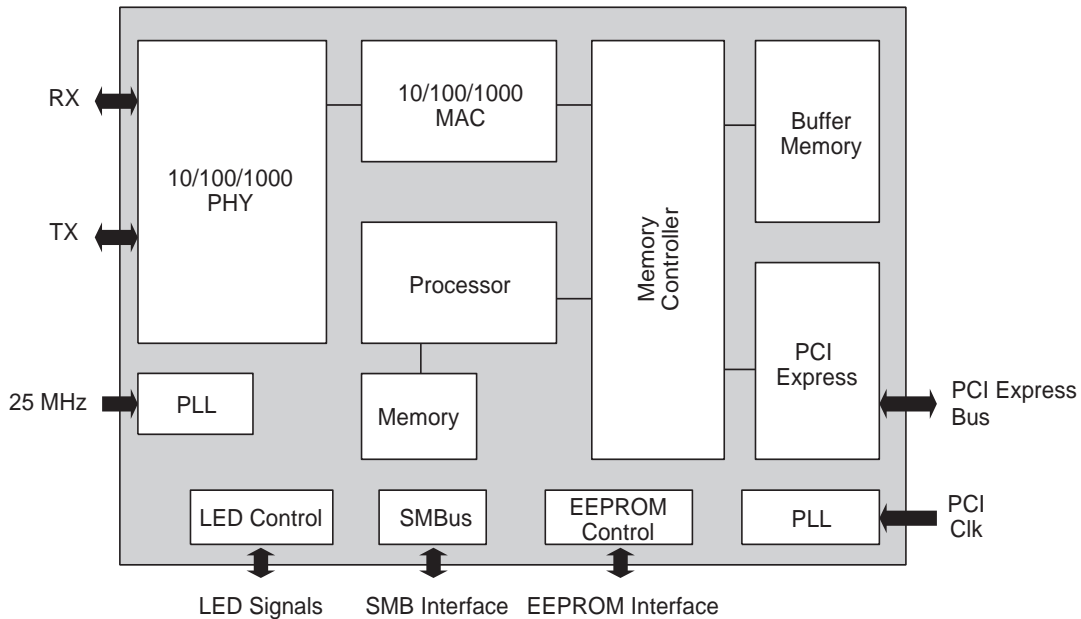 RX
TX
25 MHz
10/100/1000
PHY
10/100/1000
MAC
Processor
Memory
PLL
Memory
Controller
Buffer
Memory
PCI
Express
PCI Express
Bus
LED Control
SMBus
EEPROM
Control
PLL
PCI
Clk
LED Signals
SMB Interface
EEPROM Interface